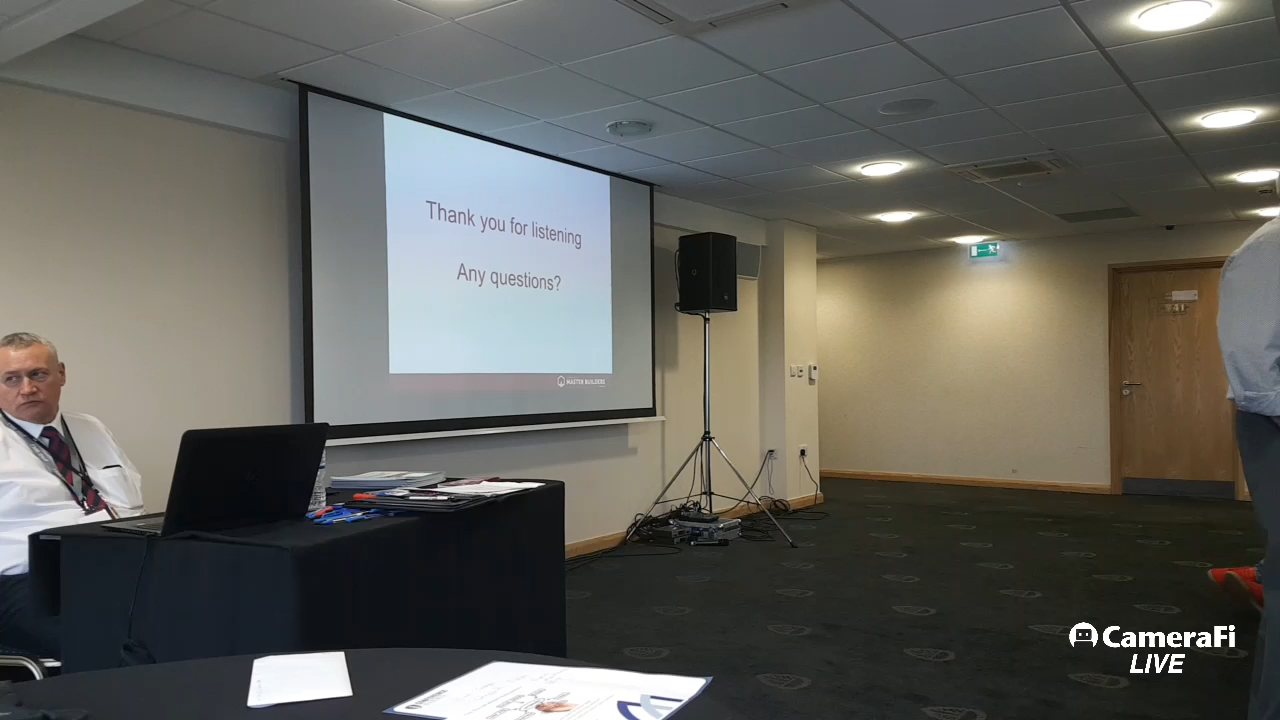 Thank you for listening
Any questions?
MASTER BUILDERS
CameraFi
LIVE